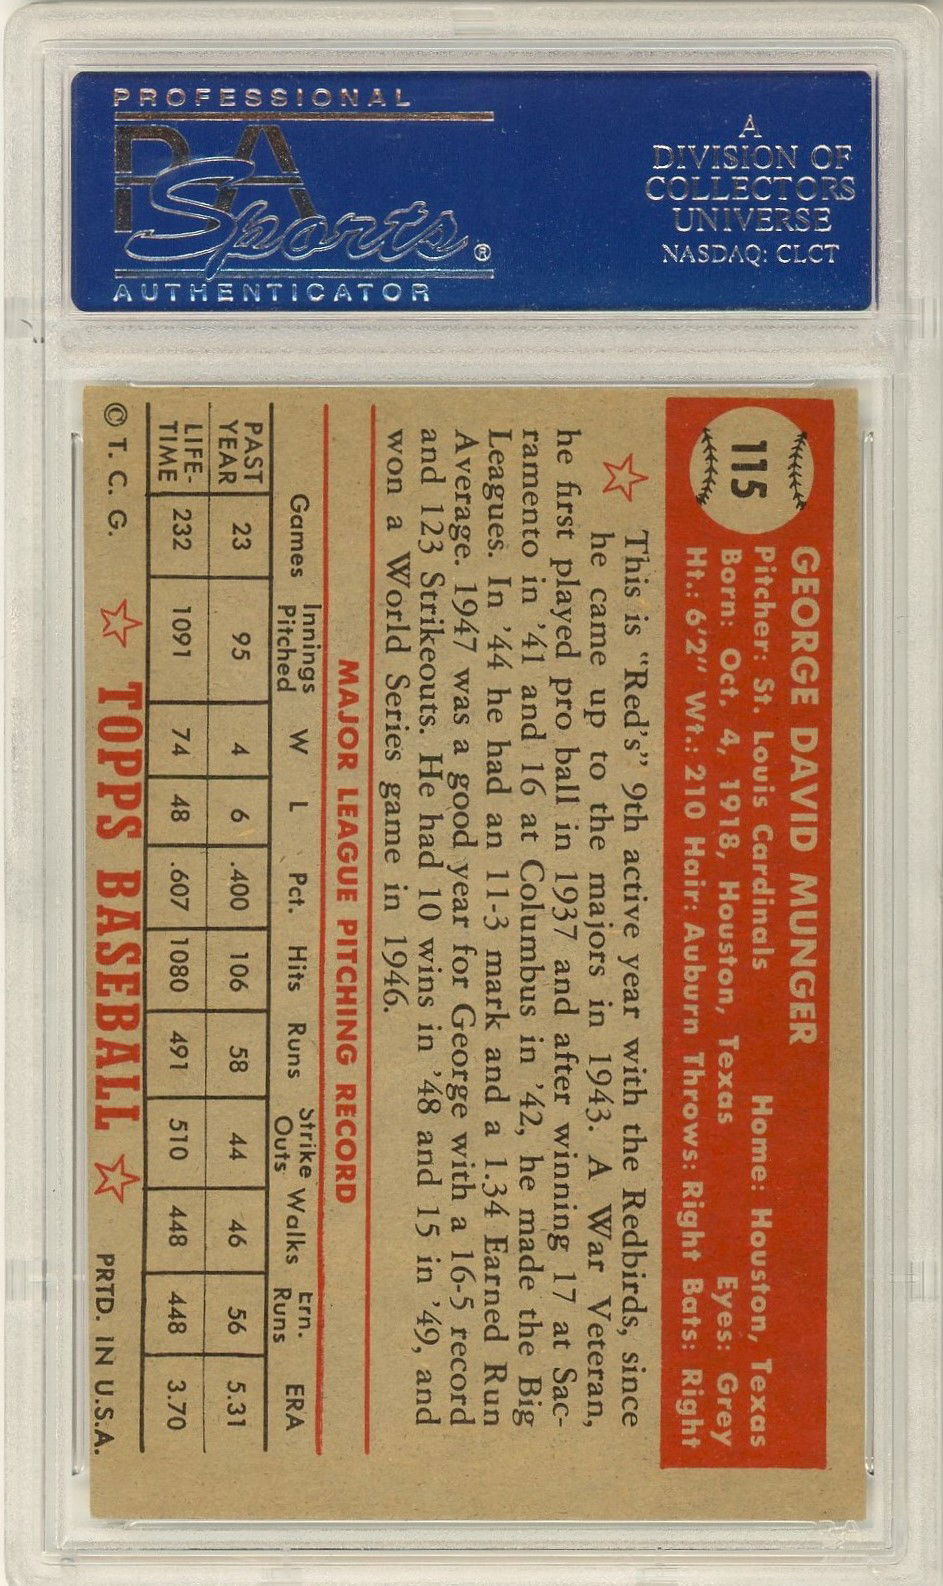 PROFESSIONAL
PSA
Sports®
AUTHENTICATOR
A
DIVISION OF
COLLECTORS
UNIVERSE
NASDAQ: CLCT
115
GEORGE DAVID MUNGER
Pitcher: St. Louis Cardinals Home: Houston, Texas
Born: Oct. 4, 1918, Houston, Texas Eyes: Grey
Ht.: 6'2" Wt.: 210 Hair: Auburn Throws: Right Bats: Right
This is "Red's" 9th active year with the Redbirds, since
he came up to the majors in 1943. A War Veteran,
he first played pro ball in 1937 and after winning 17 at Sac-
ramento in '41 and 16 at Columbus in '42, he made the Big
Leagues. In '44 he had an 11-3 mark and a 1.34 Earned Run
Average. 1947 was a good year for George with a 16-5 record
and 123 Strikeouts. He had 10 wins in '48 and 15 in '49, and
won a World Series game in 1946.
MAJOR LEAGUE PITCHING RECORD
Games Innings Pitched W L Pct. Hits Runs Strike Outs Walks Ern. Runs ERA
PAST YEAR 23 95 4 6 .400 106 58 44 46 56 5.31
LIFE-TIME 232 1091 74 48 .607 1080 491 510 448 448 3.70
© T. C. G. TOPPS BASEBALL PRTD. IN U.S.A.